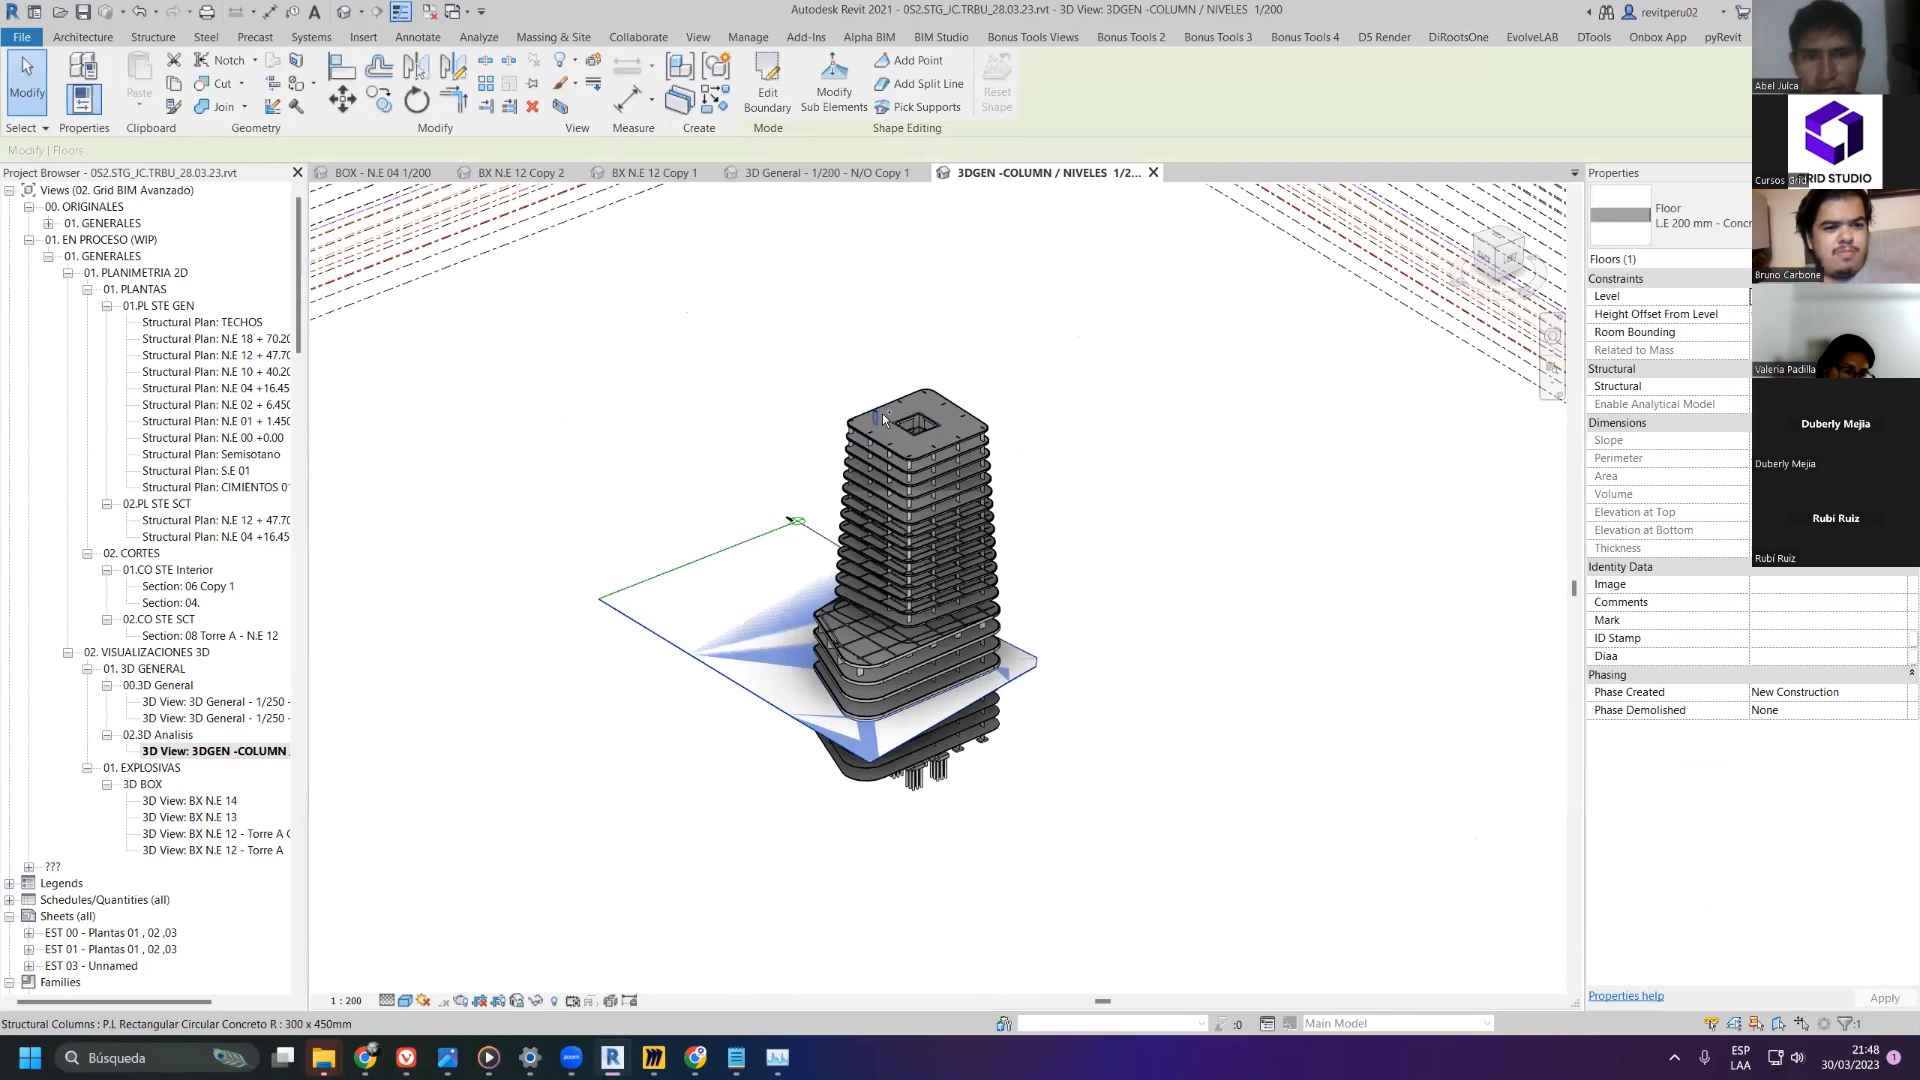 Autodesk Revit 2021 - 0S2.STG_JC.TRBU_28.03.23.rvt - 3D View: 3DGEN -COLUMN / NIVELES 1/200
revitperu02
File Architecture Structure Steel Precast Systems Insert Annotate Analyze Massing & Site Collaborate View Manage Add-Ins Alpha BIM BIM Studio Bonus Tools Views Bonus Tools 2 Bonus Tools 3 Bonus Tools 4 D5 Render DiRootsOne EvolveLAB DTools Onbox App pyRevit
Modify
Paste
Notch
Cut
Join
Edit Boundary
Modify Sub Elements
Add Point
Add Split Line
Pick Supports
Reset Shape
Select Properties Clipboard Geometry Modify View Measure Create Mode Shape Editing
Modify | Floors
Project Browser - 0S2.STG_JC.TRBU_28.03.23.rvt
BOX - N.E 04 1/200
BX N.E 12 Copy 2
BX N.E 12 Copy 1
3D General - 1/200 - N/O Copy 1
3DGEN -COLUMN / NIVELES 1/2...
Views (02. Grid BIM Avanzado)
00. ORIGINALES
01. GENERALES
01. EN PROCESO (WIP)
01. GENERALES
01. PLANIMETRIA 2D
01. PLANTAS
01.PL STE GEN
Structural Plan: TECHOS
Structural Plan: N.E 18 + 70.20
Structural Plan: N.E 12 + 47.70
Structural Plan: N.E 10 + 40.20
Structural Plan: N.E 04 +16.45
Structural Plan: N.E 02 + 6.450
Structural Plan: N.E 01 + 1.450
Structural Plan: N.E 00 +0.00
Structural Plan: Semisotano
Structural Plan: S.E 01
Structural Plan: CIMIENTOS 01
02.PL STE SCT
Structural Plan: N.E 12 + 47.70
Structural Plan: N.E 04 +16.45
02. CORTES
01.CO STE Interior
Section: 06 Copy 1
Section: 04.
02.CO STE SCT
Section: 08 Torre A - N.E 12
02. VISUALIZACIONES 3D
01. 3D GENERAL
00.3D General
3D View: 3D General - 1/250 -
3D View: 3D General - 1/250 -
02.3D Analisis
3D View: 3DGEN -COLUMN
01. EXPLOSIVAS
3D BOX
3D View: BX N.E 14
3D View: BX N.E 13
3D View: BX N.E 12 - Torre A C
3D View: BX N.E 12 - Torre A
???
Legends
Schedules/Quantities (all)
Sheets (all)
EST 00 - Plantas 01 , 02 ,03
EST 01 - Plantas 01 , 02 ,03
EST 03 - Unnamed
Families
Properties
Floor
L.E 200 mm - Concr
Floors (1)
Constraints
Level
Height Offset From Level
Room Bounding
Related to Mass
Structural
Structural
Enable Analytical Model
Dimensions
Slope
Perimeter
Area
Volume
Elevation at Top
Elevation at Bottom
Thickness
Identity Data
Image
Comments
Mark
ID Stamp
Diaa
Phasing
Phase Created New Construction
Phase Demolished None
Properties help
Apply
Abel Julca
Cursos Grid
GRID STUDIO
Bruno Carbone
Valeria Padilla
Duberly Mejia
Duberly Mejia
Rubí Ruiz
Rubí Ruiz
1 : 200
Structural Columns : P.L Rectangular Circular Concreto R : 300 x 450mm
:0
Main Model
:1
Búsqueda
ESP
LAA
21:48
30/03/2023
1